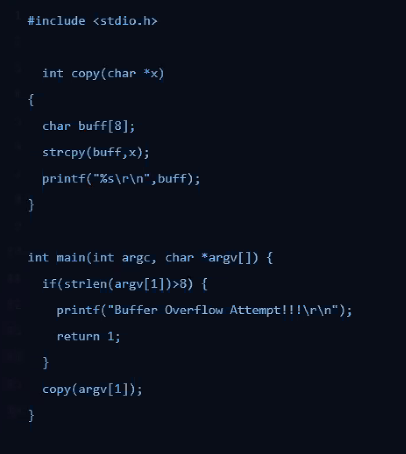 #include <stdio.h>
int copy(char *x)
{
char buff[8];
strcpy(buff,x);
printf("%s\r\n",buff);
}
int main(int argc, char *argv[]) {
if(strlen(argv[1])>8) {
printf("Buffer Overflow Attempt!!!\r\n");
return 1;
}
copy(argv[1]);
}